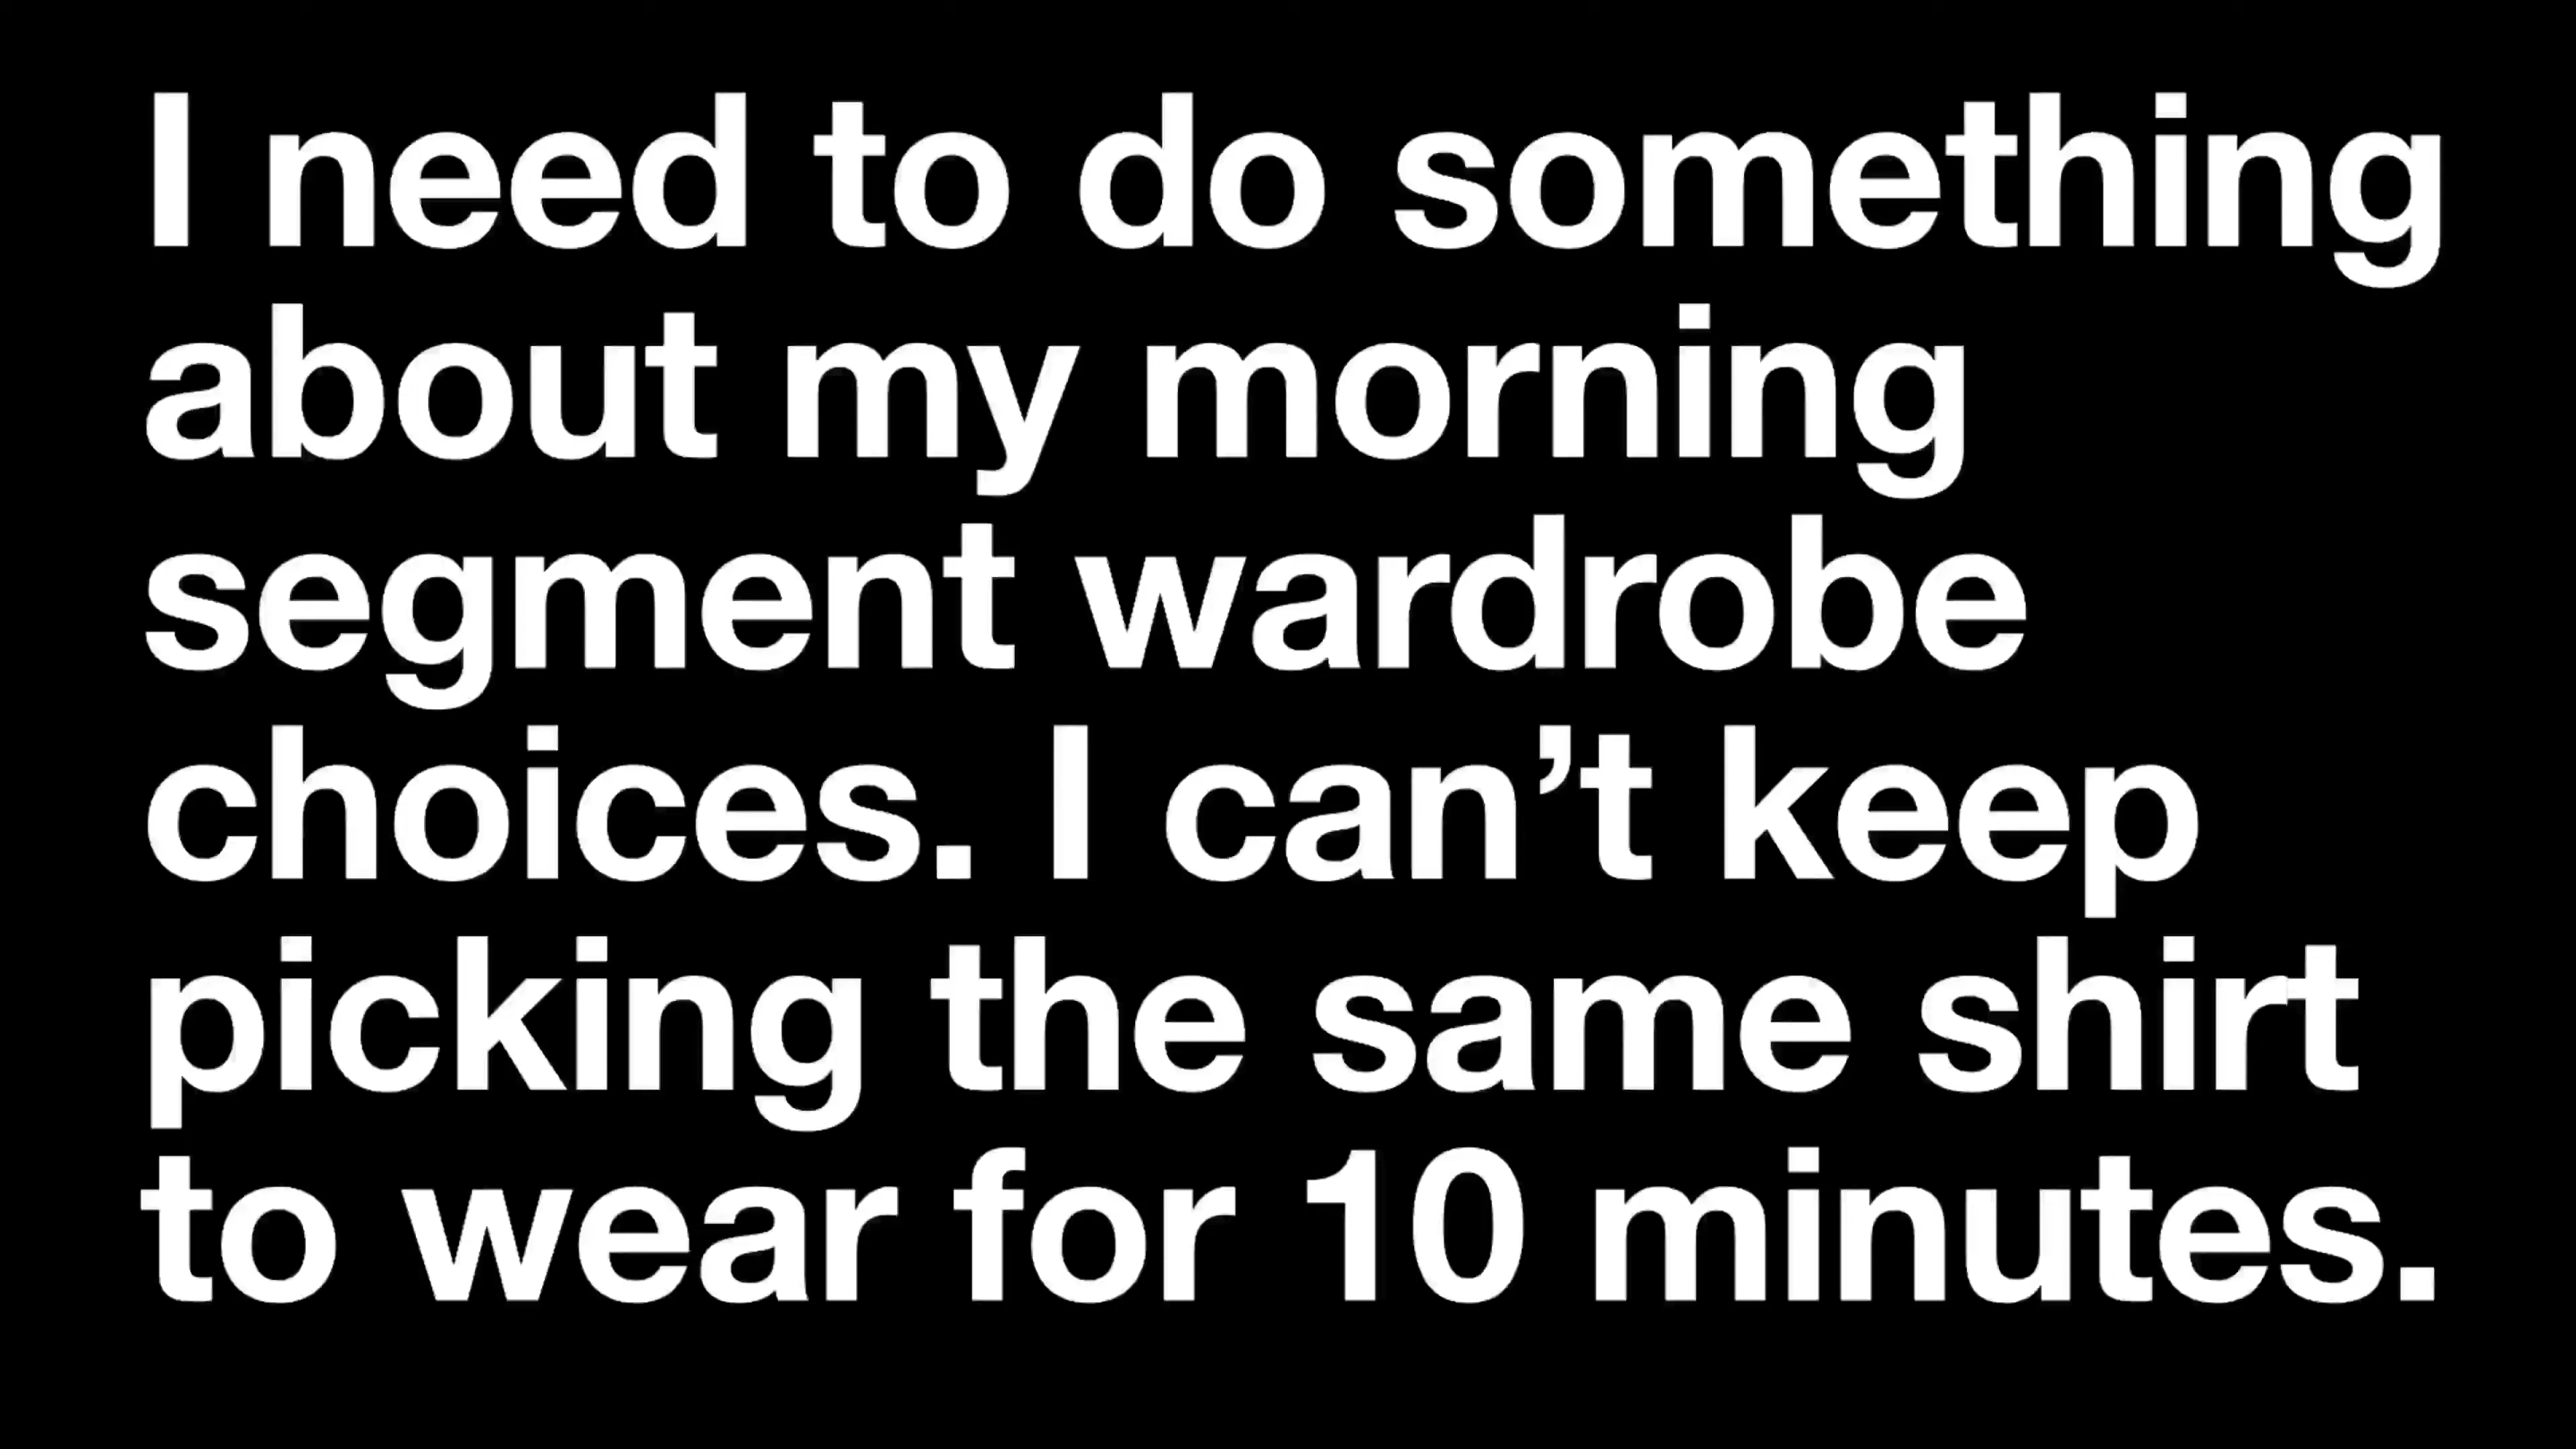 I need to do something
about my morning
segment wardrobe
choices. I can’t keep
picking the same shirt
to wear for 10 minutes.